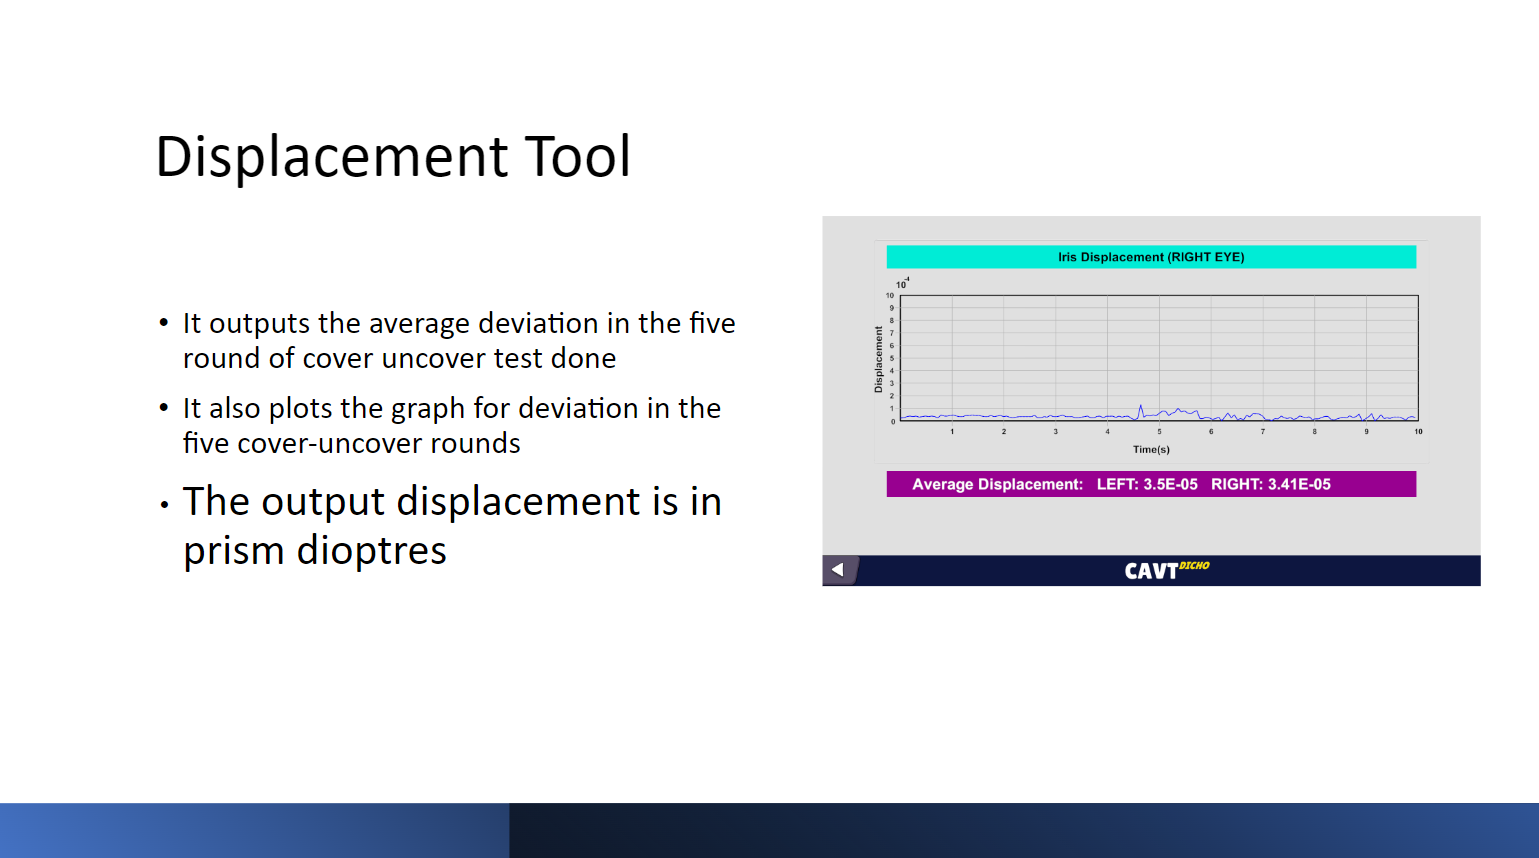 Displacement Tool
• It outputs the average deviation in the five
round of cover uncover test done
• It also plots the graph for deviation in the
five cover-uncover rounds
• The output displacement is in
prism dioptres
Iris Displacement (RIGHT EYE)
10-4
10
9
8
7
6
5
4
3
2
1
0
Displacement
1 2 3 4 5 6 7 8 9 10
Time(s)
Average Displacement: LEFT: 3.5E-05 RIGHT: 3.41E-05
CAVT DICHO